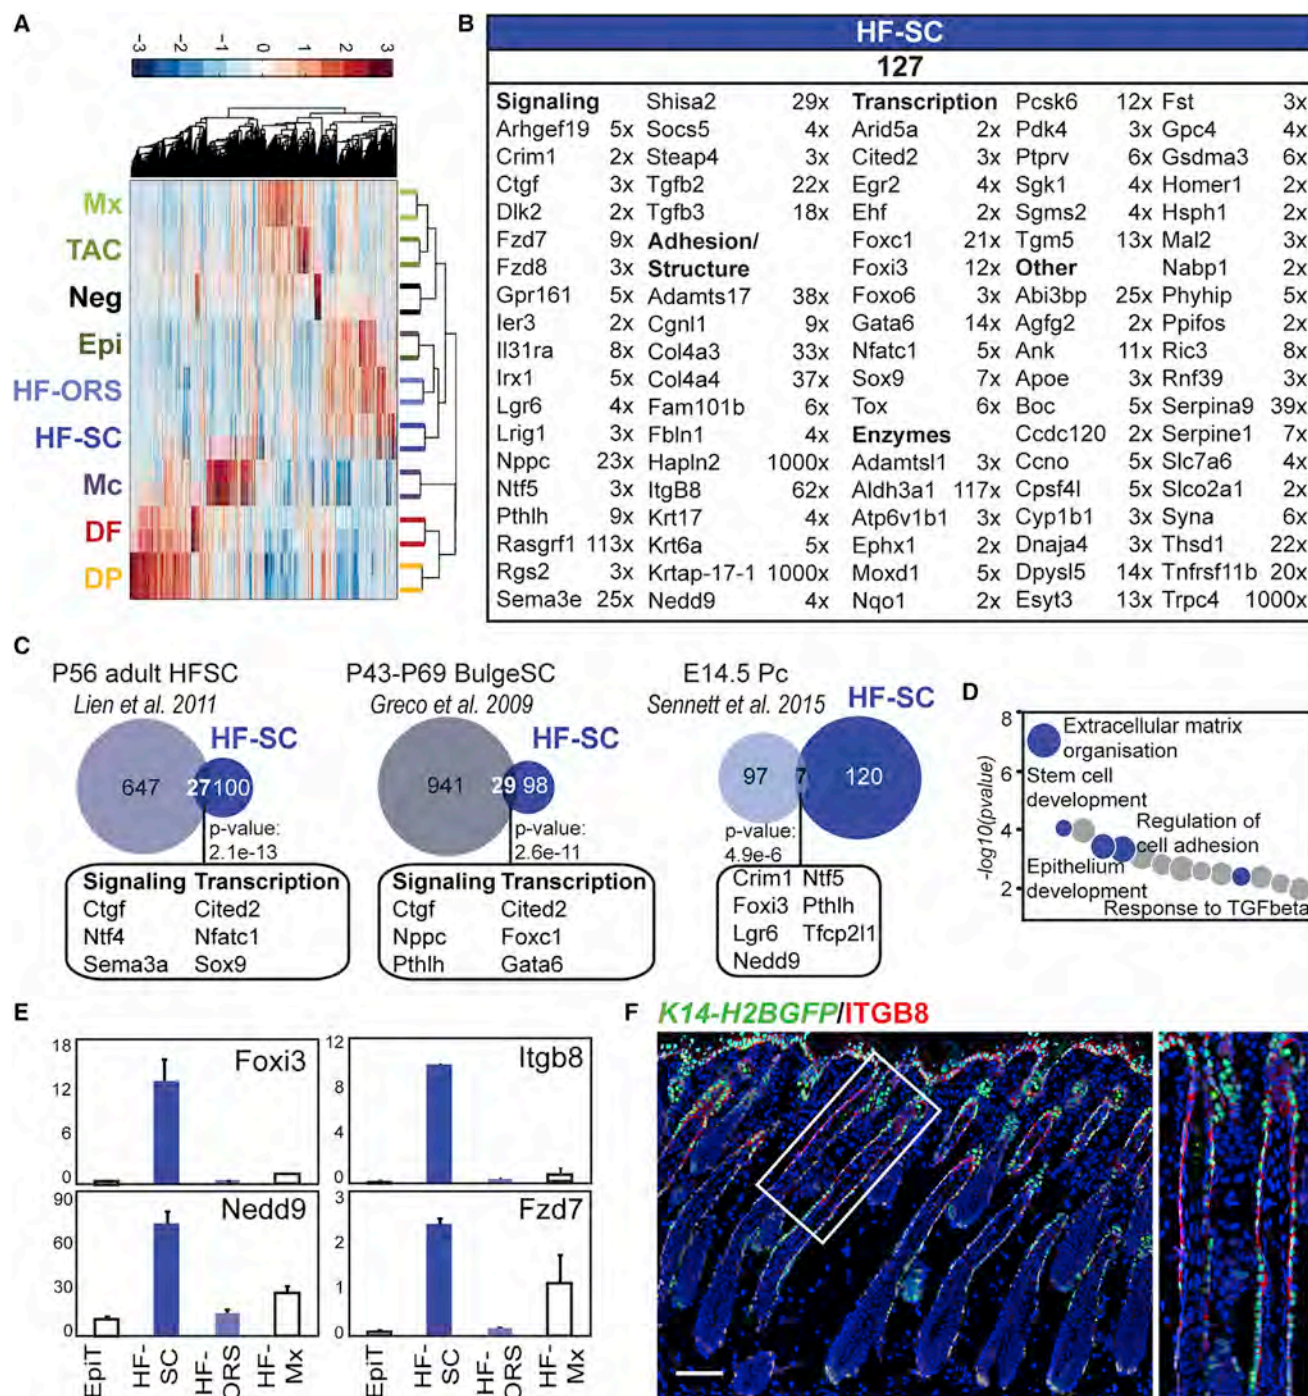 A
-3 -2 -1 0 1 2 3
Mx
TAC
Neg
Epi
HF-ORS
HF-SC
Mc
DF
DP
B
HF-SC
127
Signaling Shisa2 29x Transcription Pcsk6 12x Fst 3x
Arhgef19 5x Socs5 4x Arid5a 2x Pdk4 3x Gpc4 4x
Crim1 2x Steap4 3x Cited2 3x Ptprv 6x Gsdma3 6x
Ctgf 3x Tgfb2 22x Egr2 4x Sgk1 4x Homer1 2x
Dlk2 2x Tgfb3 18x Ehf 2x Sgms2 4x Hsph1 2x
Fzd7 9x Adhesion/ Foxc1 21x Tgm5 13x Mal2 3x
Fzd8 3x Structure Foxi3 12x Other Nabp1 2x
Gpr161 5x Adamts17 38x Foxo6 3x Abi3bp 25x Phyhip 5x
Ier3 2x Cgnl1 9x Gata6 14x Agfg2 2x Ppifos 2x
Il31ra 8x Col4a3 33x Nfatc1 5x Ank 11x Ric3 8x
Irx1 5x Col4a4 37x Sox9 7x Apoe 3x Rnf39 3x
Lgr6 4x Fam101b 6x Tox 6x Boc 5x Serpina9 39x
Lrig1 3x Fbln1 4x Enzymes Ccdc120 2x Serpine1 7x
Nppc 23x Hapln2 1000x Adamtsl1 3x Ccno 5x Slc7a6 4x
Ntf5 3x ItgB8 62x Aldh3a1 117x Cpsf4l 5x Slco2a1 2x
Pthlh 9x Krt17 4x Atp6v1b1 3x Cyp1b1 3x Syna 6x
Rasgrf1 113x Krt6a 5x Ephx1 2x Dnaja4 3x Thsd1 22x
Rgs2 3x Krtap-17-1 1000x Moxd1 5x Dpysl5 14x Tnfrsf11b 20x
Sema3e 25x Nedd9 4x Nqo1 2x Esyt3 13x Trpc4 1000x
C
P56 adult HFSC
Lien et al. 2011
HF-SC
647 27 100
p-value:
2.1e-13
Signaling Transcription
Ctgf Cited2
Ntf4 Nfatc1
Sema3a Sox9
P43-P69 BulgeSC
Greco et al. 2009
HF-SC
941 29 98
p-value:
2.6e-11
Signaling Transcription
Ctgf Cited2
Nppc Foxc1
Pthlh Gata6
E14.5 Pc
Sennett et al. 2015
HF-SC
97 7 120
p-value:
4.9e-6
Crim1 Ntf5
Foxi3 Pthlh
Lgr6 Tfcp2l1
Nedd9
D
-log10(pvalue)
8
6
4
2
Extracellular matrix
organisation
Stem cell
development
Regulation of
cell adhesion
Epithelium
development
Response to TGFbeta
E
18
12
6
0
Foxi3
12
8
4
0
Itgb8
90
60
30
0
Nedd9
3
2
1
0
Fzd7
EpiT
HF-
SC
HF-
ORS
HF-
Mx
EpiT
HF-
SC
HF-
ORS
HF-
Mx
F
K14-H2BGFP/ITGB8